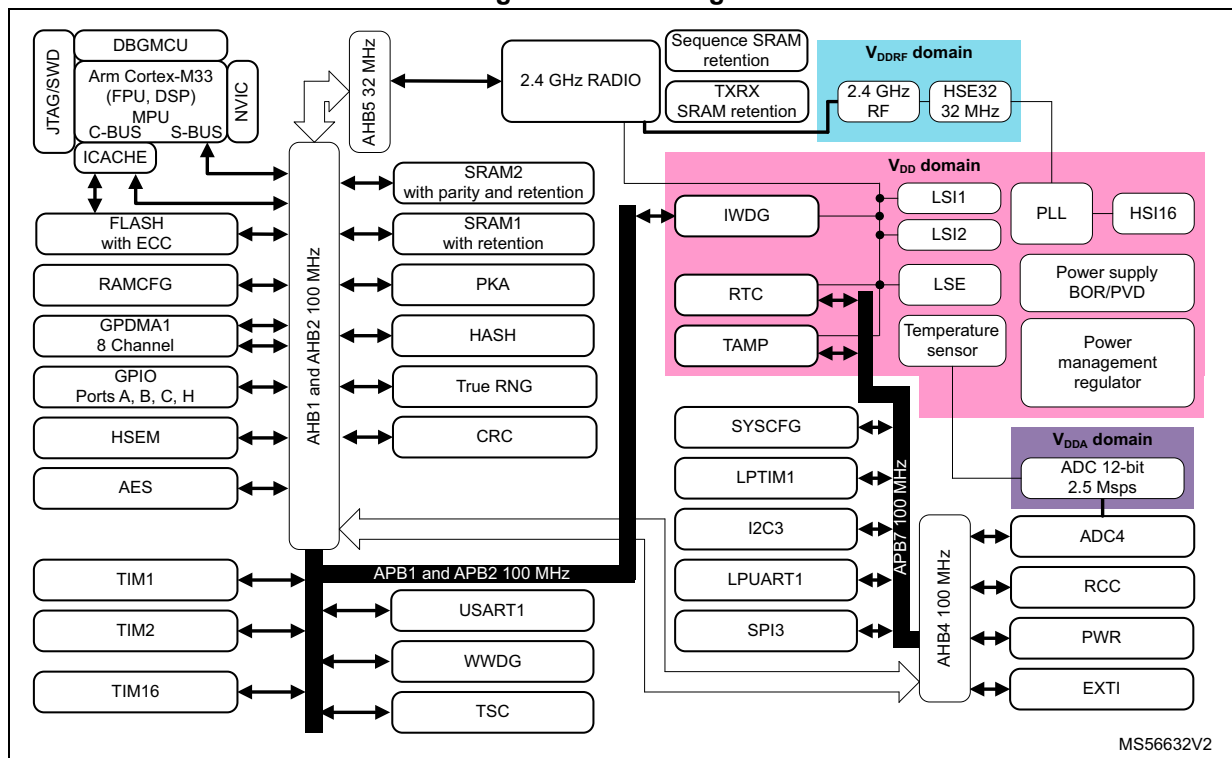 DBGMCU
JTAG/SWD
Arm Cortex-M33
(FPU, DSP)
MPU
C-BUS S-BUS
NVIC
ICACHE
FLASH
with ECC
RAMCFG
GPDMA1
8 Channel
GPIO
Ports A, B, C, H
HSEM
AES
TIM1
TIM2
TIM16
AHB5 32 MHz
AHB1 and AHB2 100 MHz
2.4 GHz RADIO
Sequence SRAM
retention
TXRX
SRAM retention
SRAM2
with parity and retention
SRAM1
with retention
PKA
HASH
True RNG
CRC
APB1 and APB2 100 MHz
USART1
WWDG
TSC
VDDRF domain
2.4 GHz
RF
HSE32
32 MHz
VDD domain
IWDG
LSI1
LSI2
PLL
HSI16
RTC
LSE
Power supply
BOR/PVD
TAMP
Temperature
sensor
Power
management
regulator
SYSCFG
LPTIM1
I2C3
LPUART1
SPI3
APB7 100 MHz
AHB4 100 MHz
VDDA domain
ADC 12-bit
2.5 Msps
ADC4
RCC
PWR
EXTI
MS56632V2